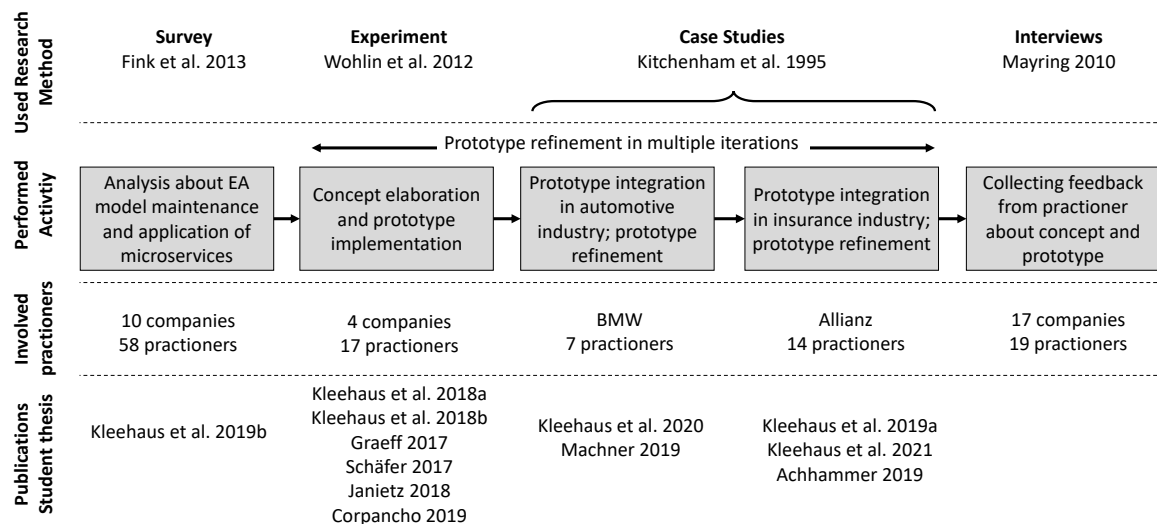 Used Research
Method
Survey
Fink et al. 2013
Experiment
Wohlin et al. 2012
Case Studies
Kitchenham et al. 1995
Interviews
Mayring 2010
Prototype refinement in multiple iterations
Performed
Activtiy
Analysis about EA
model maintenance
and application of
microservices
Concept elaboration
and prototype
implementation
Prototype integration
in automotive
industry; prototype
refinement
Prototype integration
in insurance industry;
prototype refinement
Collecting feedback
from practioner
about concept and
prototype
Involved
practioners
10 companies
58 practioners
4 companies
17 practioners
BMW
7 practioners
Allianz
14 practioners
17 companies
19 practioners
Publications
Student thesis
Kleehaus et al. 2019b
Kleehaus et al. 2018a
Kleehaus et al. 2018b
Graeff 2017
Schäfer 2017
Janietz 2018
Corpancho 2019
Kleehaus et al. 2020
Machner 2019
Kleehaus et al. 2019a
Kleehaus et al. 2021
Achhammer 2019